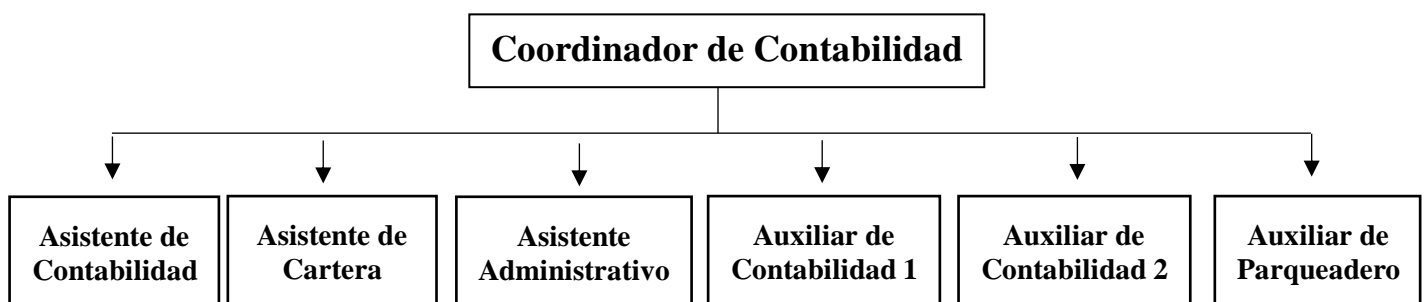 Coordinador de Contabilidad
Asistente de
Contabilidad
Asistente de
Cartera
Asistente
Administrativo
Auxiliar de
Contabilidad 1
Auxiliar de
Contabilidad 2
Auxiliar de
Parqueadero